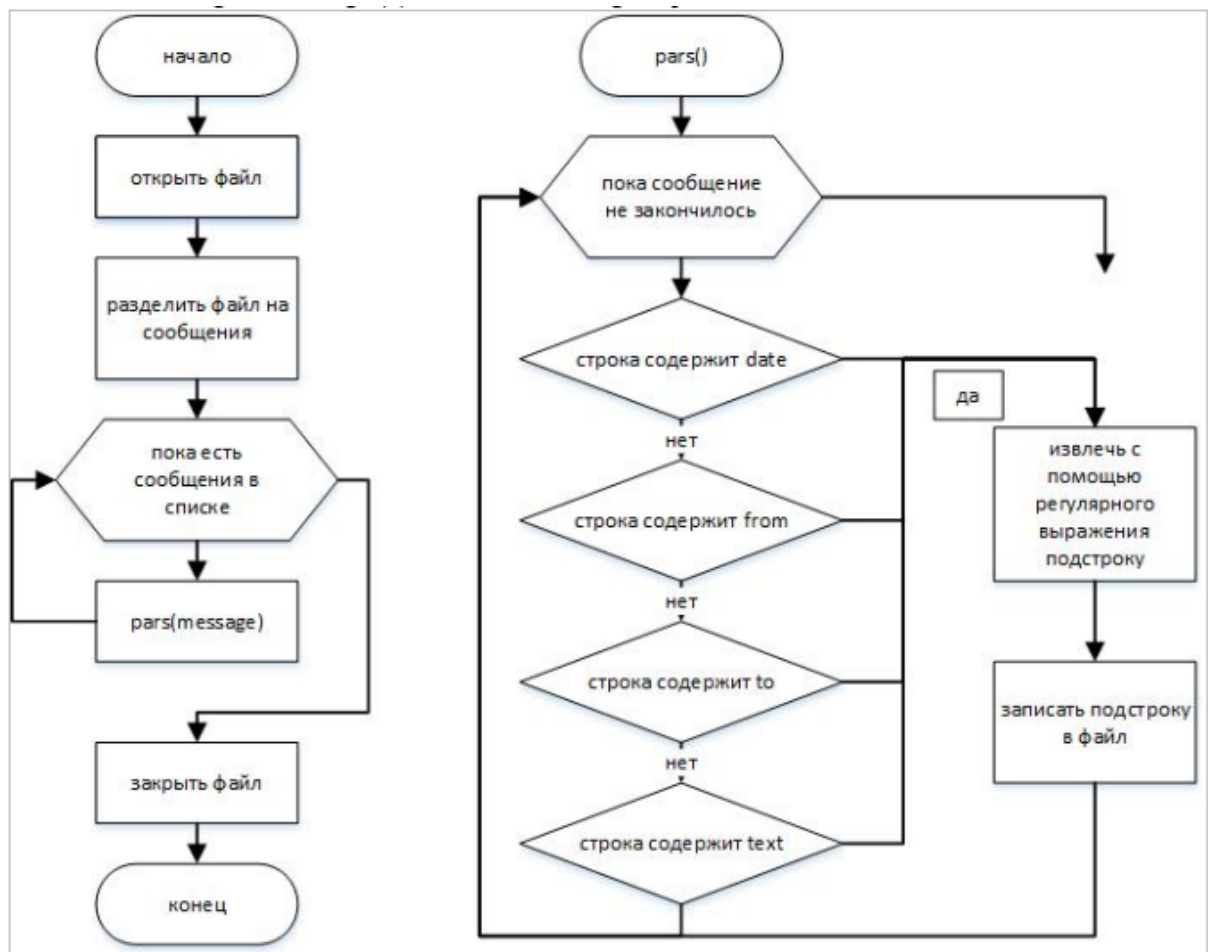 начало
открыть файл
разделить файл на
сообщения
пока есть
сообщения в
списке
pars(message)
закрыть файл
конец
pars()
пока сообщение
не закончилось
строка содержит date
да
нет
строка содержит from
нет
строка содержит to
нет
строка содержит text
извлечь с
помощью
регулярного
выражения
подстроку
записать подстроку
в файл